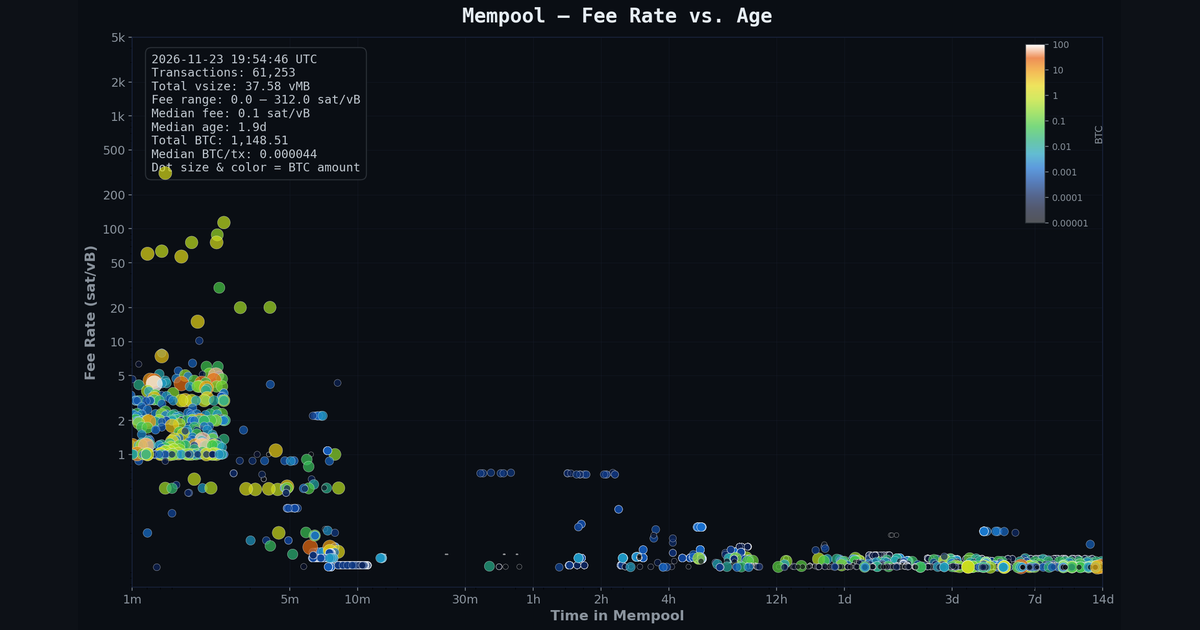 Mempool — Fee Rate vs. Age
5k
2k
1k
500
200
100
50
20
10
5
2
1
Fee Rate (sat/vB)
2026-11-23 19:54:46 UTC
Transactions: 61,253
Total vsize: 37.58 vMB
Fee range: 0.0 – 312.0 sat/vB
Median fee: 0.1 sat/vB
Median age: 1.9d
Total BTC: 1,148.51
Median BTC/tx: 0.000044
Dot size & color = BTC amount
100
10
1
0.1
0.01
0.001
0.0001
0.00001
BTC
1m 5m 10m 30m 1h 2h 4h 12h 1d 3d 7d 14d
Time in Mempool